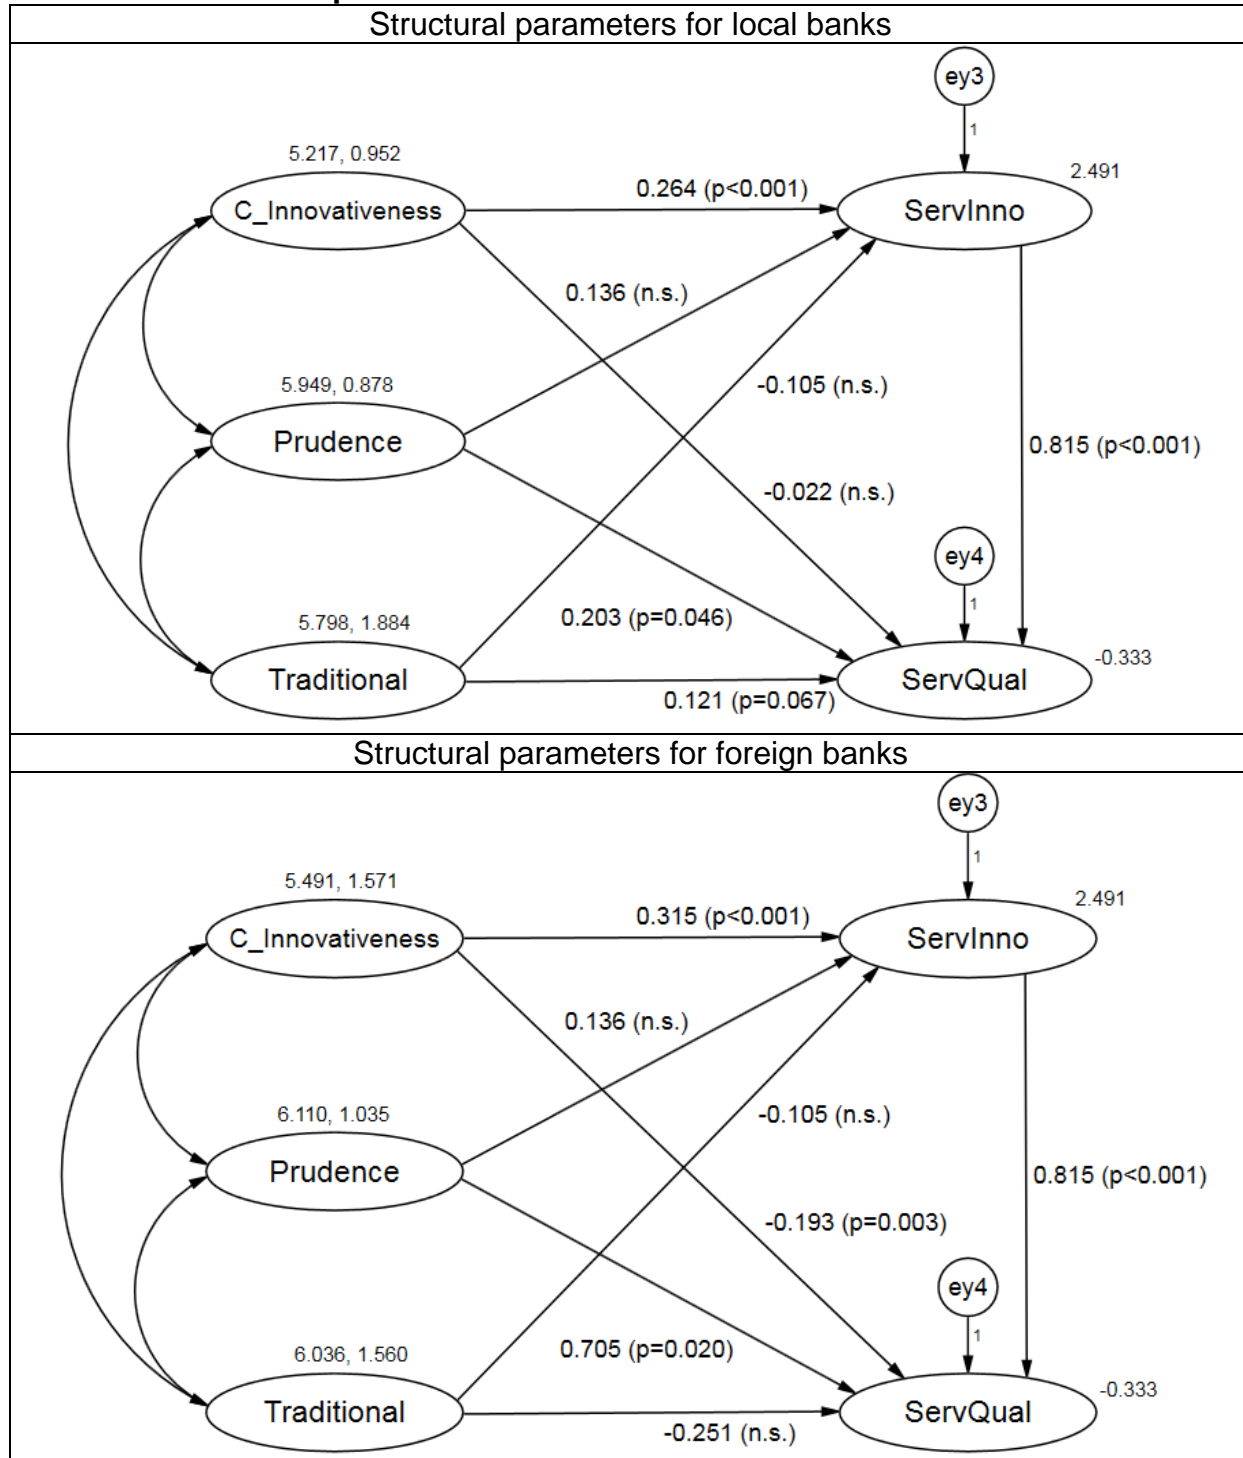 Structural parameters for local banks
ey3
1
5.217, 0.952
2.491
0.264 (p<0.001)
C_Innovativeness
ServInno
0.136 (n.s.)
5.949, 0.878
-0.105 (n.s.)
Prudence
0.815 (p<0.001)
-0.022 (n.s.)
ey4
1
5.798, 1.884
0.203 (p=0.046)
-0.333
Traditional
ServQual
0.121 (p=0.067)
Structural parameters for foreign banks
ey3
1
5.491, 1.571
2.491
0.315 (p<0.001)
C_Innovativeness
ServInno
0.136 (n.s.)
6.110, 1.035
-0.105 (n.s.)
Prudence
0.815 (p<0.001)
-0.193 (p=0.003)
ey4
1
0.705 (p=0.020)
6.036, 1.560
-0.333
Traditional
ServQual
-0.251 (n.s.)